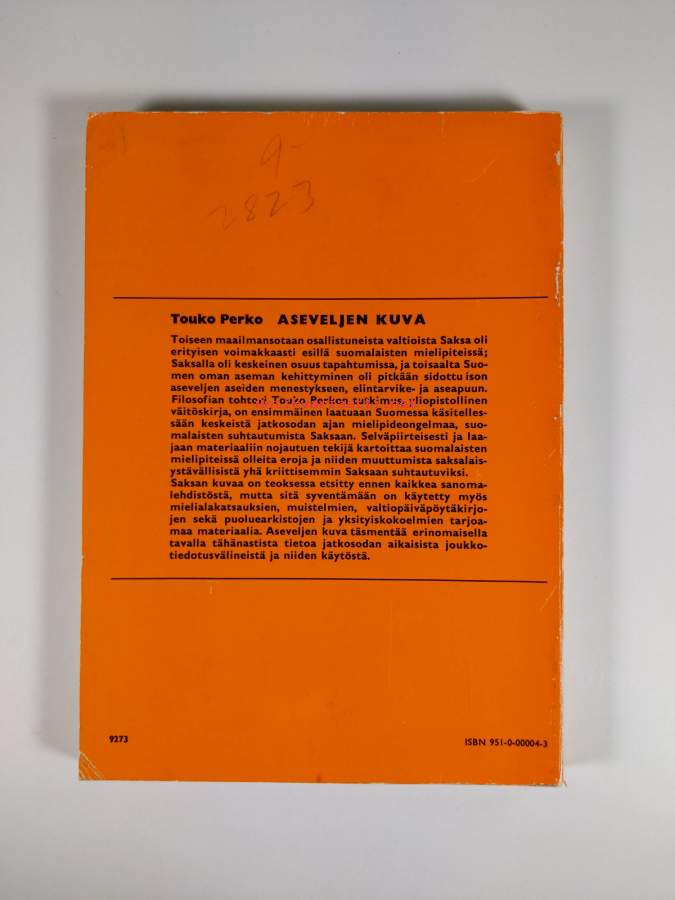 9-
2823
Touko Perko ASEVELJEN KUVA
Toiseen maailmansotaan osallistuneista valtioista Saksa oli
erityisen voimakkaasti esillä suomalaisten mielipiteissä;
Saksalla oli keskeinen osuus tapahtumissa, ja toisaalta Suo-
men oman aseman kehittyminen oli pitkään sidottu ison
aseveljen aseiden menestykseen, elintarvike- ja aseapuun.
Filosofian tohtori Touko Perkon tutkimus, yliopistollinen
väitöskirja, on ensimmäinen laatuaan Suomessa käsitelles-
sään keskeistä jatkosodan ajan mielipideongelmaa, suo-
malaisten suhtautumista Saksaan. Selväpiirteisesti ja laa-
jaan materiaaliin nojautuen tekijä kartoittaa suomalaisten
mielipiteissä olleita eroja ja niiden muuttumista saksalais-
ystävällisistä yhä kriittisemmin Saksaan suhtautuviksi.
Saksan kuvaa on teoksessa etsitty ennen kaikkea sanoma-
lehdistöstä, mutta sitä syventämään on käytetty myös
mielialakatsauksien, muistelmien, valtiopäiväpöytäkirjo-
jen sekä puoluearkistojen ja yksityiskokoelmien tarjoa-
maa materiaalia. Aseveljen kuva täsmentää erinomaisella
tavalla tähänastista tietoa jatkosodan aikaisista joukko-
tiedotusvälineistä ja niiden käytöstä.
9273
ISBN 951-0-00004-3